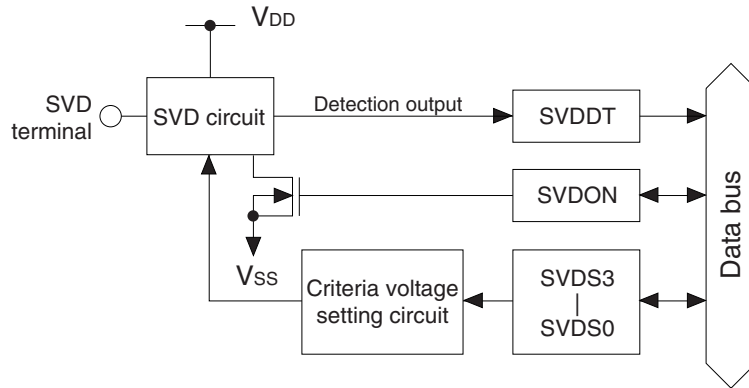 VDD
SVD
terminal
SVD circuit
Detection output
SVDDT
SVDON
Data bus
VSS
Criteria voltage
setting circuit
SVDS3
|
SVDS0